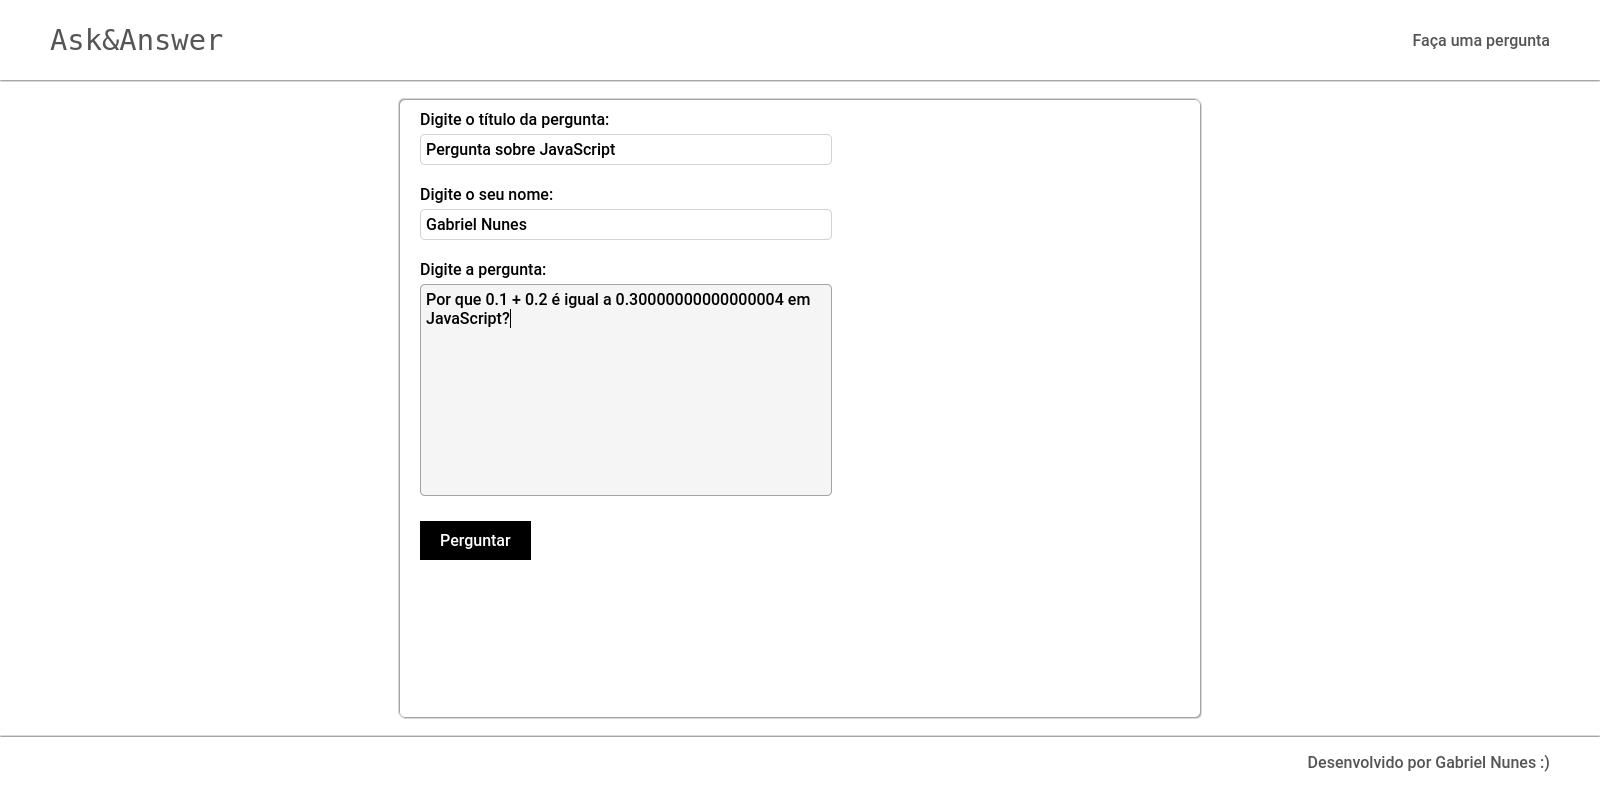 Ask&Answer
Faça uma pergunta
Digite o título da pergunta:
Pergunta sobre JavaScript
Digite o seu nome:
Gabriel Nunes
Digite a pergunta:
Por que 0.1 + 0.2 é igual a 0.30000000000000004 em
JavaScript?
Perguntar
Desenvolvido por Gabriel Nunes :)